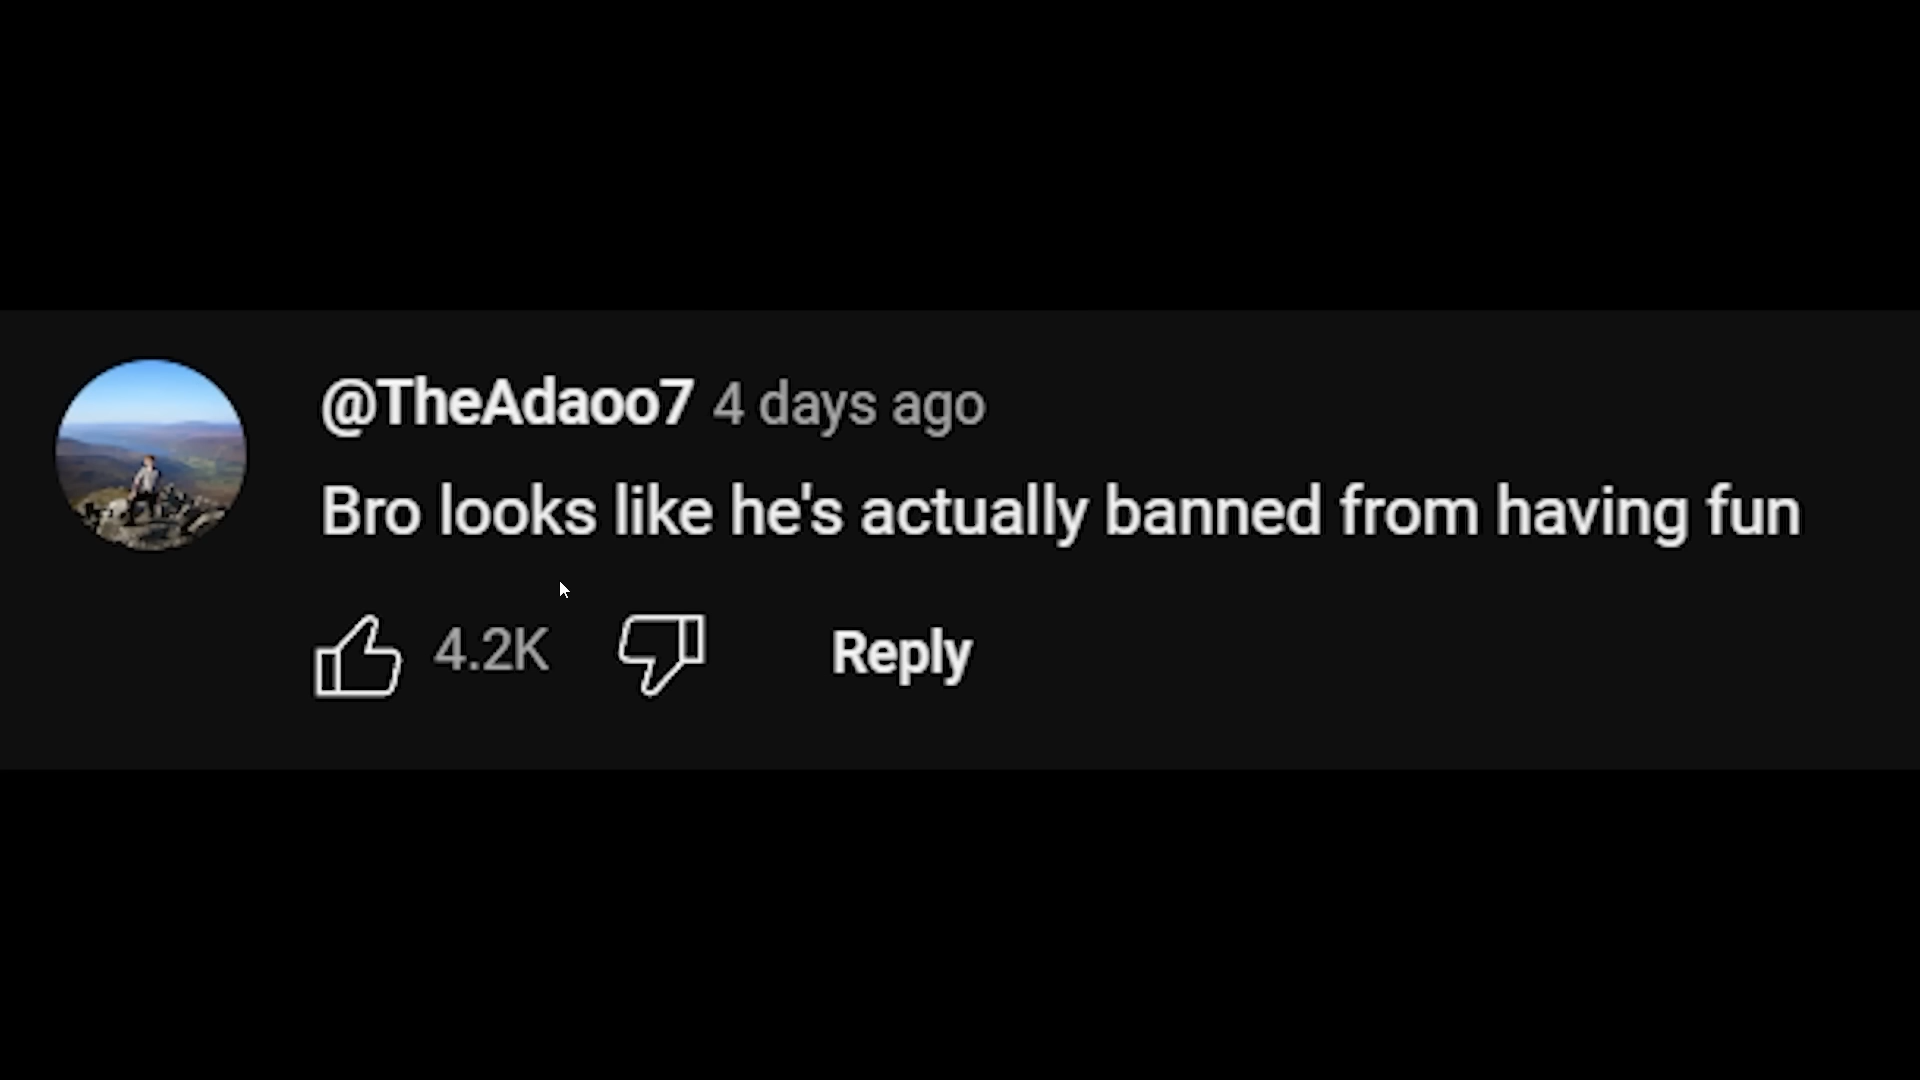 @TheAdaoo7 4 days ago
Bro looks like he's actually banned from having fun
4.2K Reply